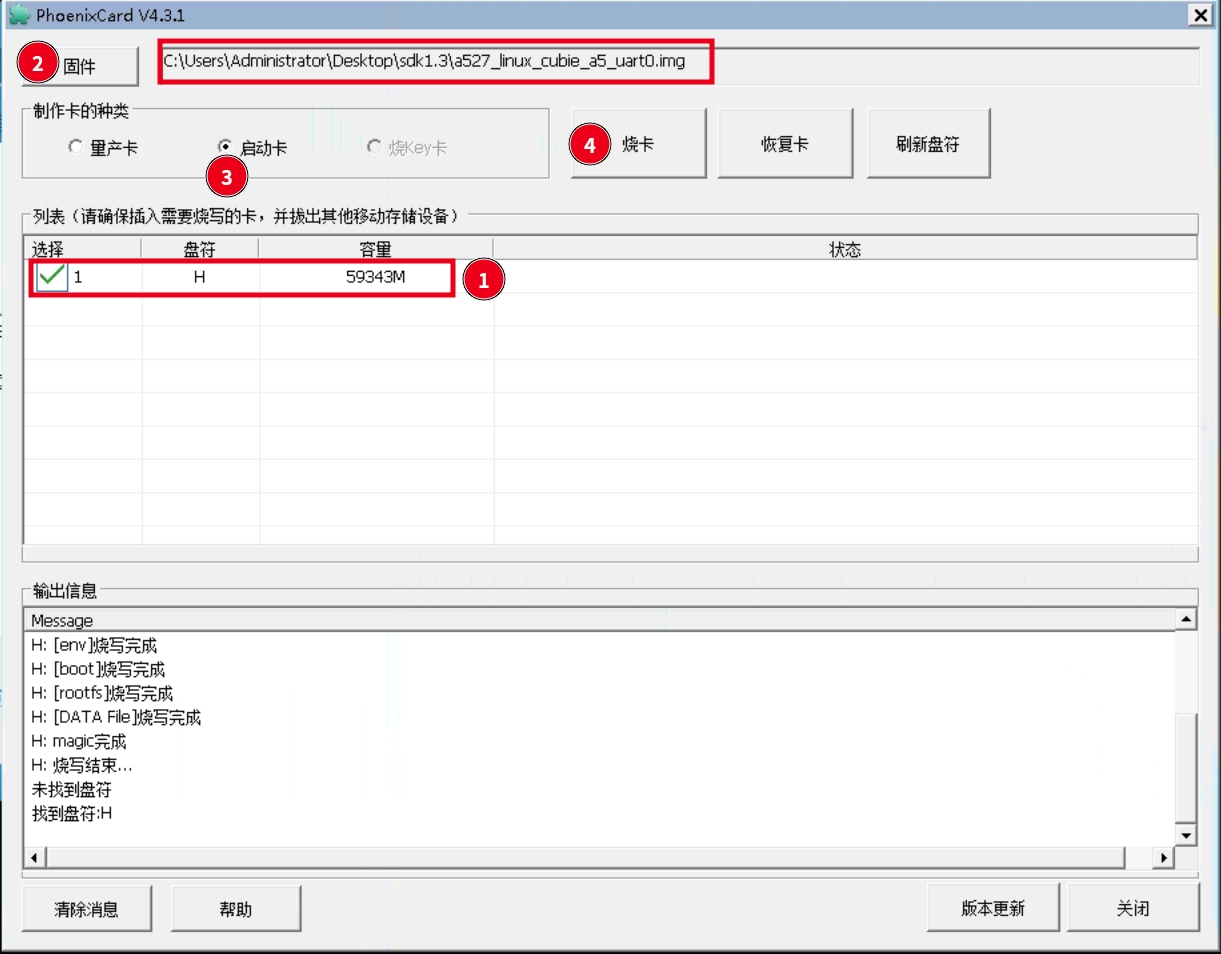 PhoenixCard V4.3.1
2 固件 C:\Users\Administrator\Desktop\sdk1.3\a527_linux_cubie_a5_uart0.img
制作卡的种类
量产卡 启动卡 烧Key卡 4 烧卡 恢复卡 刷新盘符
3
列表（请确保插入需要烧写的卡，并拔出其他移动存储设备）
选择 盘符 容量 状态
1 H 59343M 1
输出信息
Message
H: [env]烧写完成
H: [boot]烧写完成
H: [rootfs]烧写完成
H: [DATA File]烧写完成
H: magic完成
H: 烧写结束...
未找到盘符
找到盘符:H
清除消息 帮助 版本更新 关闭